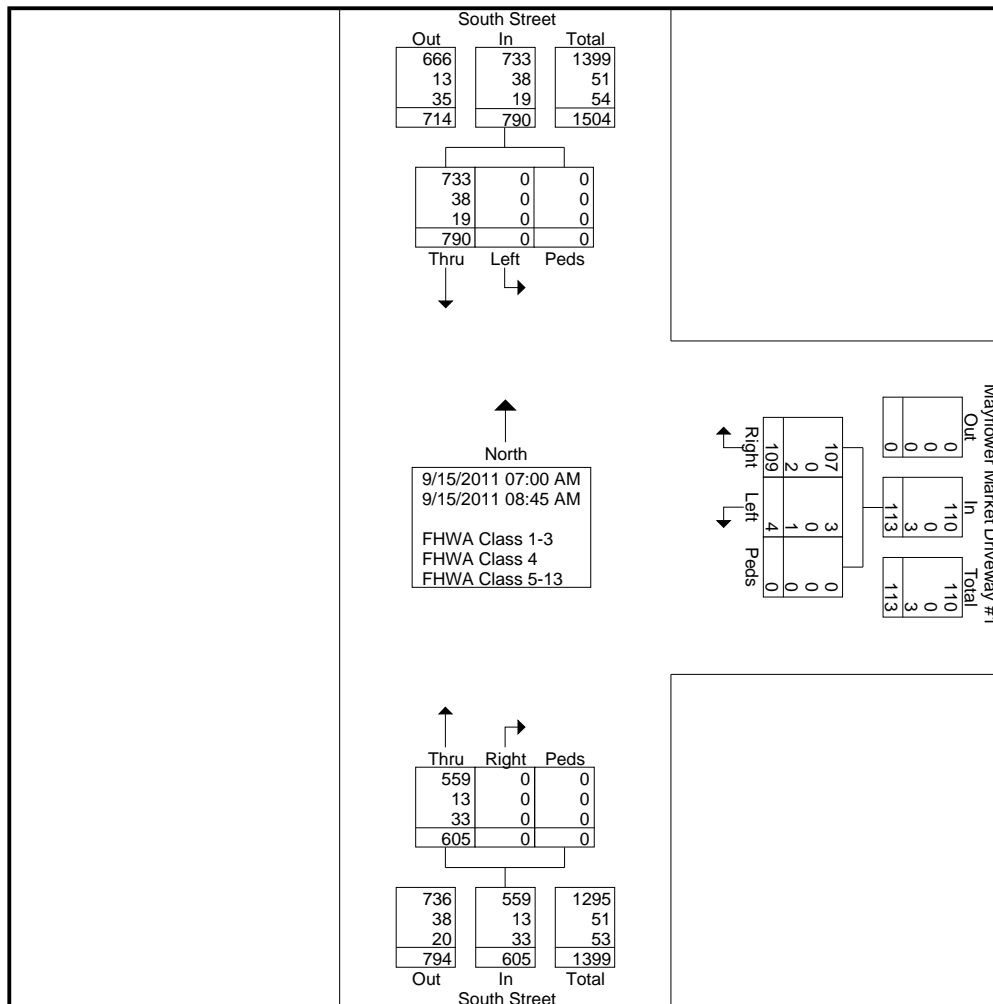 South Street
Out In Total
666 733 1399
13 38 51
35 19 54
714 790 1504
733 0 0
38 0 0
19 0 0
790 0 0
Thru Left Peds
Mayflower Market Driveway #1
Out In Total
0 110 110
0 0 0
0 3 3
0 113 113
107 3 0
0 0 0
2 1 0
109 4 0
Right Left Peds
North
9/15/2011 07:00 AM
9/15/2011 08:45 AM
FHWA Class 1-3
FHWA Class 4
FHWA Class 5-13
Thru Right Peds
559 0 0
13 0 0
33 0 0
605 0 0
736 559 1295
38 13 51
20 33 53
794 605 1399
Out In Total
South Street